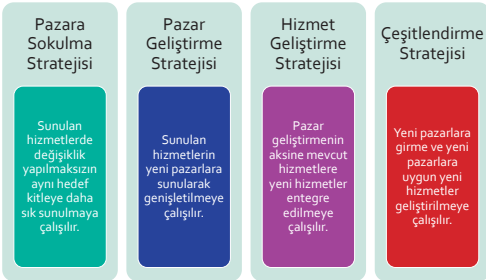 Pazara
Sokulma
Stratejisi
Sunulan
hizmetlerde
değişiklik
yapılmaksızın
aynı hedef
kitleye daha
sık sunulmaya
çalışılır.
Pazar
Geliştirme
Stratejisi
Sunulan
hizmetlerin
yeni pazarlara
sunularak
genişletilmeye
çalışılır.
Hizmet
Geliştirme
Stratejisi
Pazar
geliştirmenin
aksine mevcut
hizmetlere
yeni hizmetler
entegre
edilmeye
çalışılır.
Çeşitlendirme
Stratejisi
Yeni pazarlara
girme ve yeni
pazarlara
uygun yeni
hizmetler
geliştirilmeye
çalışılır.